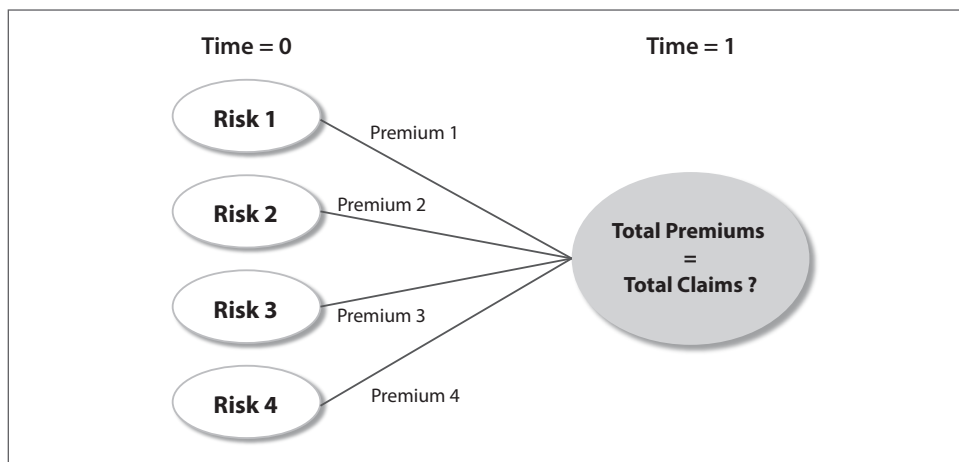 Time = 0
Time = 1
Risk 1
Premium 1
Risk 2
Premium 2
Total Premiums
=
Total Claims ?
Risk 3
Premium 3
Risk 4
Premium 4